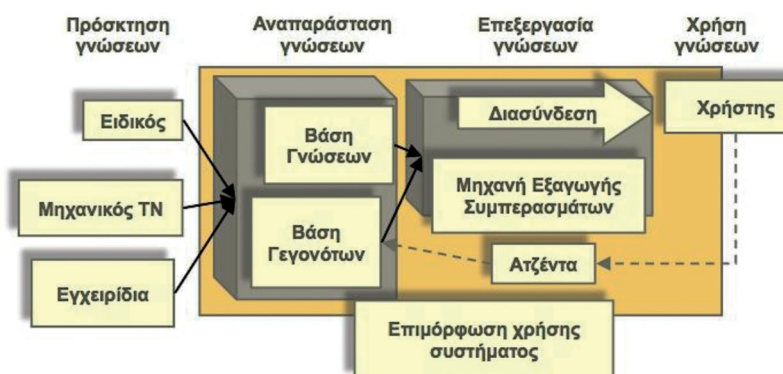 Πρόσκτηση
γνώσεων
Αναπαράσταση
γνώσεων
Επεξεργασία
γνώσεων
Χρήση
γνώσεων
Ειδικός
Μηχανικός ΤΝ
Εγχειρίδια
Βάση
Γνώσεων
Βάση
Γεγονότων
Διασύνδεση
Μηχανή Εξαγωγής
Συμπερασμάτων
Χρήστης
Ατζέντα
Επιμόρφωση χρήσης
συστήματος